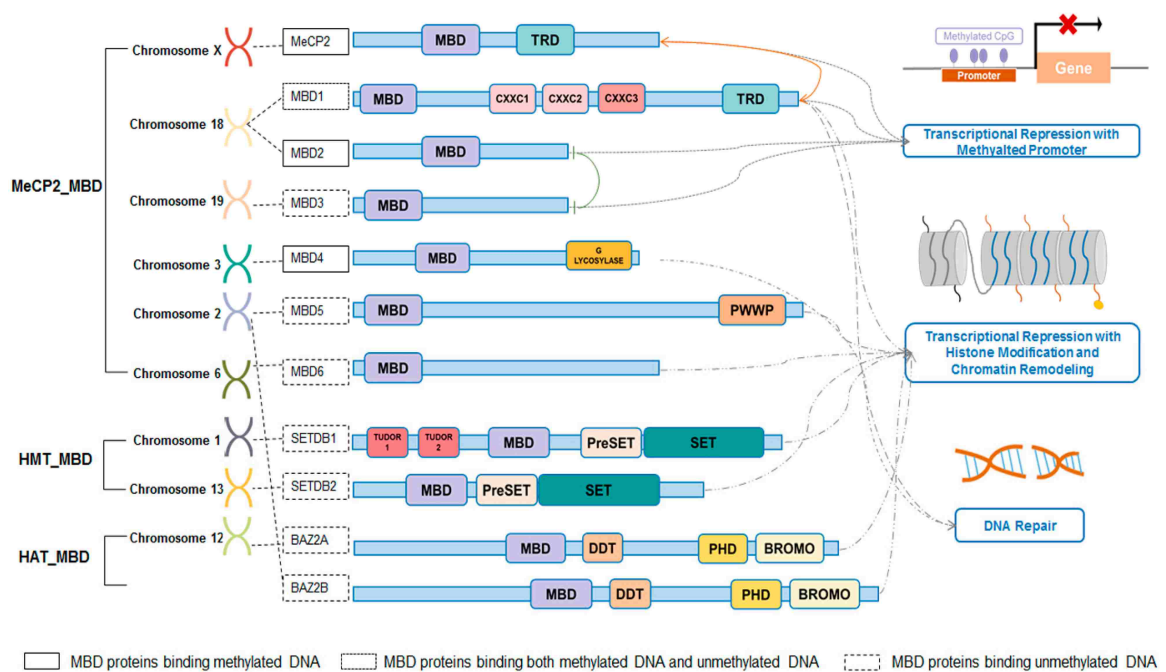 MeCP2_MBD
HMT_MBD
HAT_MBD
Chromosome X
Chromosome 18
Chromosome 19
Chromosome 3
Chromosome 2
Chromosome 6
Chromosome 1
Chromosome 13
Chromosome 12
MeCP2
MBD
TRD
MBD1
MBD
CXXC1
CXXC2
CXXC3
TRD
MBD2
MBD
MBD3
MBD
MBD4
MBD
G
LYCOSYLASE
MBD5
MBD
PWWP
MBD6
MBD
SETDB1
TUDOR
1
TUDOR
2
MBD
PreSET
SET
SETDB2
MBD
PreSET
SET
BAZ2A
MBD
DDT
PHD
BROMO
BAZ2B
MBD
DDT
PHD
BROMO
Methylated CpG
Promoter
Gene
Transcriptional Repression with
Methyalted Promoter
Transcriptional Repression with
Histone Modification and
Chromatin Remodeling
DNA Repair
MBD proteins binding methylated DNA
MBD proteins binding both methylated DNA and unmethylated DNA
MBD proteins binding unmethylated DNA